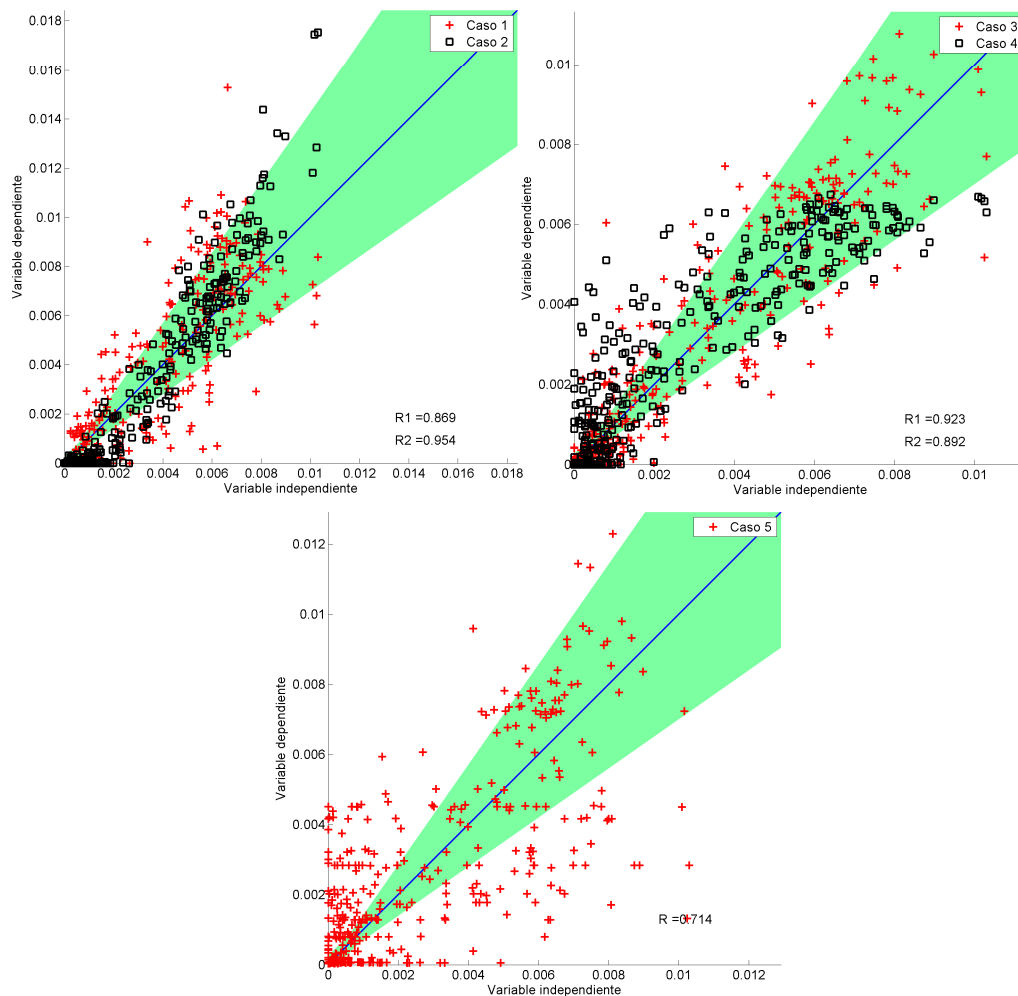 0.018
0.016
0.014
0.012
0.01
0.008
0.006
0.004
0.002
0
Variable dependiente
Caso 1
Caso 2
R1 =0.869
R2 =0.954
0 0.002 0.004 0.006 0.008 0.01 0.012 0.014 0.016 0.018
Variable independiente
0.01
0.008
0.006
0.004
0.002
0
Variable dependiente
Caso 3
Caso 4
R1 =0.923
R2 =0.892
0 0.002 0.004 0.006 0.008 0.01
Variable independiente
0.012
0.01
0.008
0.006
0.004
0.002
0
Variable dependiente
Caso 5
R =0.714
0 0.002 0.004 0.006 0.008 0.01 0.012
Variable independiente